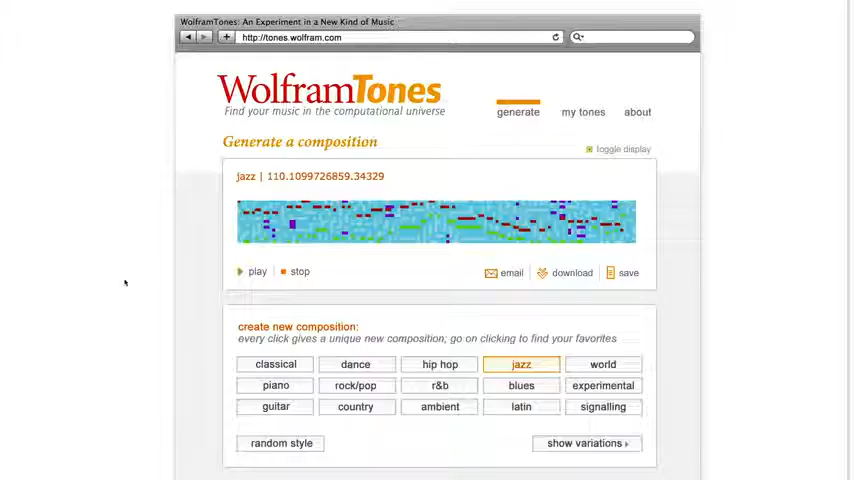 WolframTones: An Experiment in a New Kind of Music
http://tones.wolfram.com
WolframTones
Find your music in the computational universe
generate
my tones
about
Generate a composition
toggle display
jazz | 110.1099726859.34329
play
stop
email
download
save
create new composition:
every click gives a unique new composition; go on clicking to find your favorites
classical
dance
hip hop
jazz
world
piano
rock/pop
r&b
blues
experimental
guitar
country
ambient
latin
signalling
random style
show variations